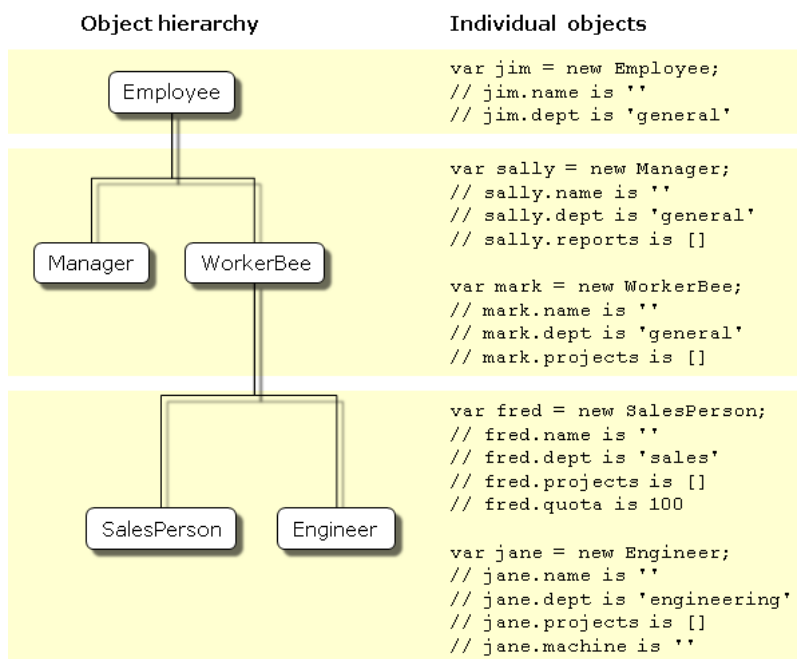 Object hierarchy
Individual objects
Employee
var jim = new Employee;
// jim.name is ''
// jim.dept is 'general'
Manager
WorkerBee
var sally = new Manager;
// sally.name is ''
// sally.dept is 'general'
// sally.reports is []
var mark = new WorkerBee;
// mark.name is ''
// mark.dept is 'general'
// mark.projects is []
SalesPerson
Engineer
var fred = new SalesPerson;
// fred.name is ''
// fred.dept is 'sales'
// fred.projects is []
// fred.quota is 100
var jane = new Engineer;
// jane.name is ''
// jane.dept is 'engineering'
// jane.projects is []
// jane.machine is ''